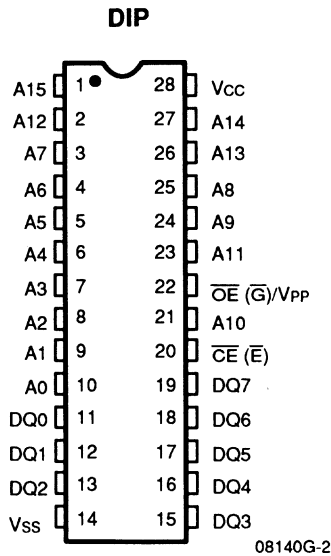 DIP
A15 1 28 VCC
A12 2 27 A14
A7 3 26 A13
A6 4 25 A8
A5 5 24 A9
A4 6 23 A11
A3 7 22 O̅E̅ (G̅)/VPP
A2 8 21 A10
A1 9 20 C̅E̅ (E̅)
A0 10 19 DQ7
DQ0 11 18 DQ6
DQ1 12 17 DQ5
DQ2 13 16 DQ4
VSS 14 15 DQ3
08140G-2